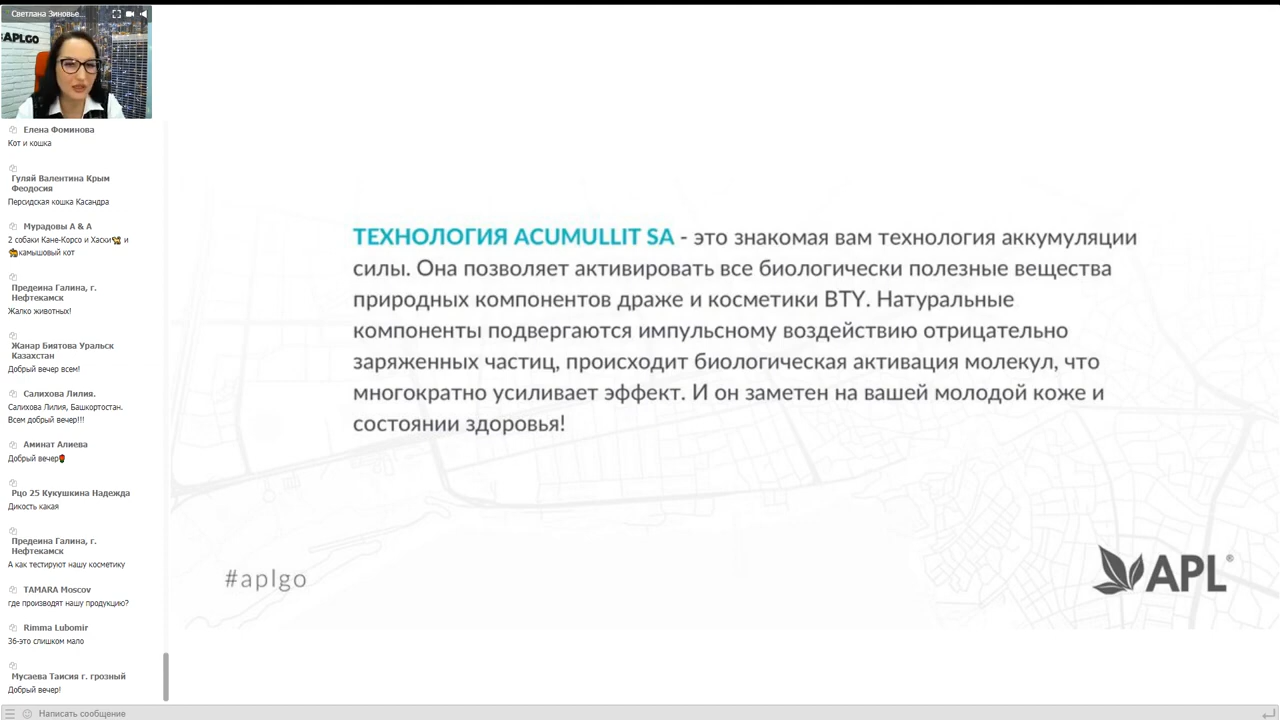 Светлана Зиновье...
APLGO
Елена Фоминова
Кот и кошка
Гуляй Валентина Крым
Феодосия
Персидская кошка Касандра
Мурадовы А & А
2 собаки Кане-Корсо и Хаски🐕 и
🐈камышовый кот
Предеина Галина, г.
Нефтекамск
Жалко животных!
Жанар Биятова Уральск
Казахстан
Добрый вечер всем!
Салихова Лилия.
Салихова Лилия, Башкортостан.
Всем добрый вечер!!!
Аминат Алиева
Добрый вечер🌹
Рцо 25 Кукушкина Надежда
Дикость какая
Предеина Галина, г.
Нефтекамск
А как тестируют нашу косметику
TAMARA Moscov
где производят нашу продукцию?
Rimma Lubomir
36-это слишком мало
Мусаева Таисия г. грозный
Добрый вечер!
Написать сообщение
ТЕХНОЛОГИЯ ACUMULLIT SA - это знакомая вам технология аккумуляции
силы. Она позволяет активировать все биологически полезные вещества
природных компонентов драже и косметики BTY. Натуральные
компоненты подвергаются импульсному воздействию отрицательно
заряженных частиц, происходит биологическая активация молекул, что
многократно усиливает эффект. И он заметен на вашей молодой коже и
состоянии здоровья!
#aplgo
APL®